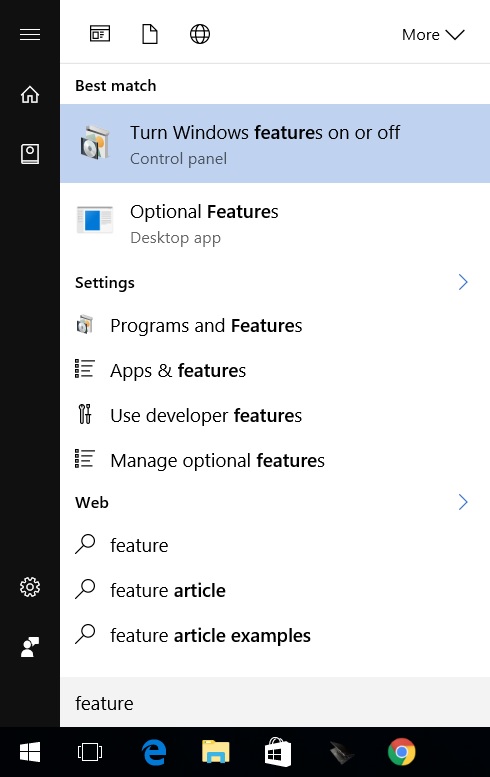 More
Best match
Turn Windows features on or off
Control panel
Optional Features
Desktop app
Settings
Programs and Features
Apps & features
Use developer features
Manage optional features
Web
feature
feature article
feature article examples
feature